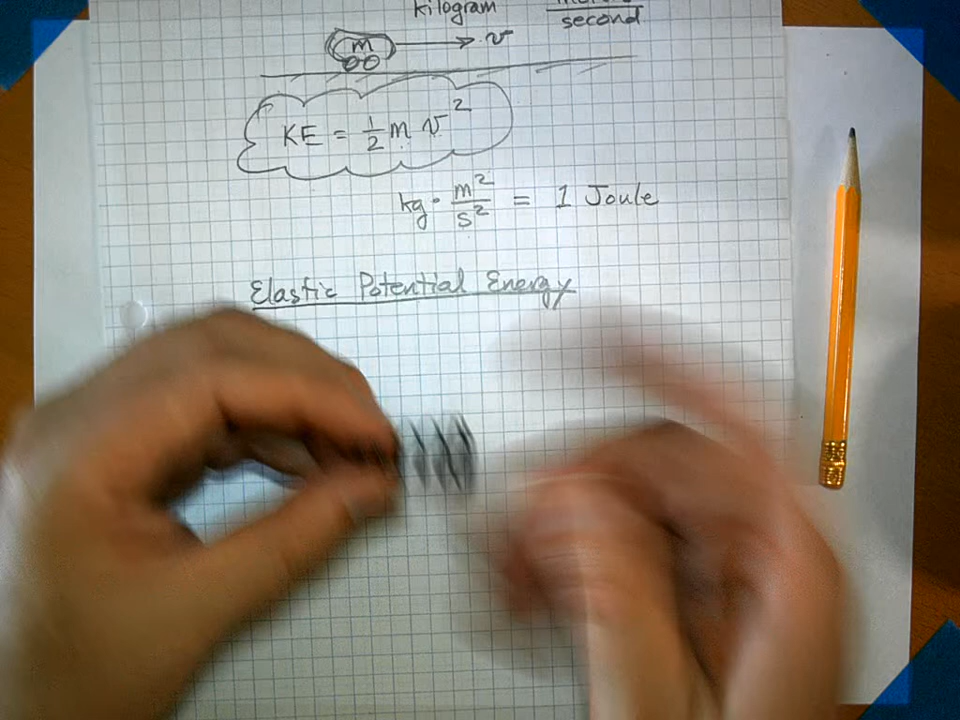 kilogram
second
m → v
KE = 1/2 m v²
kg · m²/s² = 1 Joule
Elastic Potential Energy